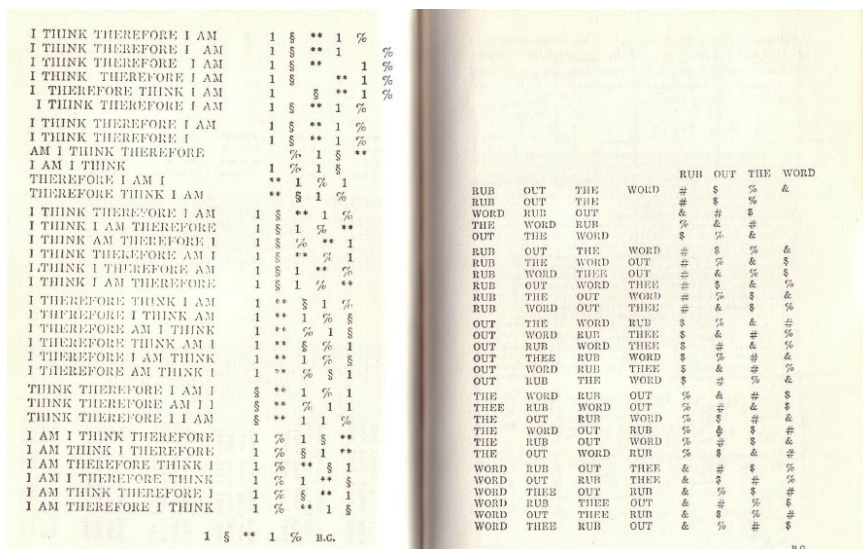 I THINK THEREFORE I AM 1 § ** 1 %
I THINK THEREFORE I AM 1 § ** 1 %
I THINK THEREFORE I AM 1 § ** 1 %
I THINK THEREFORE I AM 1 § ** 1 %
I THEREFORE THINK I AM 1 § ** 1 %
I THINK THEREFORE I AM 1 § ** 1 %
I THINK THEREFORE I AM 1 § ** 1 %
I THINK THEREFORE I 1 § ** 1 %
AM I THINK THEREFORE % 1 § **
I AM I THINK 1 % 1 §
THEREFORE I AM I ** 1 % 1
THEREFORE THINK I AM ** § 1 %
I THINK THEREFORE I AM 1 § ** 1 %
I THINK I AM THEREFORE 1 § 1 % **
I THINK AM THEREFORE I 1 § % ** 1
I THINK THEREFORE AM I 1 § ** % 1
I THINK I THEREFORE AM 1 § 1 ** %
I THINK I AM THEREFORE 1 § 1 % **
I THEREFORE THINK I AM 1 ** § 1 %
I THEREFORE I THINK AM 1 ** 1 % §
I THEREFORE AM I THINK 1 ** % 1 §
I THEREFORE THINK AM I 1 ** § % 1
I THEREFORE I AM THINK 1 ** 1 % §
I THEREFORE AM THINK I 1 ** % § 1
THINK THEREFORE I AM I § ** 1 % 1
THINK THEREFORE AM I I § ** % 1 1
THINK THEREFORE I I AM § ** 1 1 %
I AM I THINK THEREFORE 1 % 1 § **
I AM THINK I THEREFORE 1 % § 1 **
I AM THEREFORE THINK I 1 % ** § 1
I AM I THEREFORE THINK 1 % 1 ** §
I AM THINK THEREFORE I 1 % § ** 1
I AM THEREFORE I THINK 1 % ** 1 §
1 § ** 1 % B.G.
RUB OUT THE WORD
RUB OUT THE WORD # $ % &
RUB OUT THE # $ %
WORD RUB OUT & # $
THE WORD RUB % & #
OUT THE WORD $ % &
RUB OUT THE WORD # $ % &
RUB THE WORD OUT # % & $
RUB WORD THEE OUT # & % $
RUB OUT WORD THEE # $ & %
RUB THE OUT WORD # % $ &
RUB WORD OUT THEE # & $ %
OUT THE WORD RUB $ % & #
OUT WORD RUB THEE $ & # %
OUT RUB WORD THEE $ # & %
OUT THEE RUB WORD $ % # &
OUT WORD RUB THEE $ & # %
OUT RUB THE WORD $ # % &
THE WORD RUB OUT % & # $
THEE RUB WORD OUT % # & $
THE OUT RUB WORD % $ # &
THE WORD OUT RUB % & $ #
THE RUB OUT WORD % # $ &
THE OUT WORD RUB % $ & #
WORD RUB OUT THEE & # $ %
WORD OUT RUB THEE & $ # %
WORD THEE OUT RUB & % $ #
WORD RUB THEE OUT & # % $
WORD OUT THEE RUB & $ % #
WORD THEE RUB OUT & % # $
B.G.